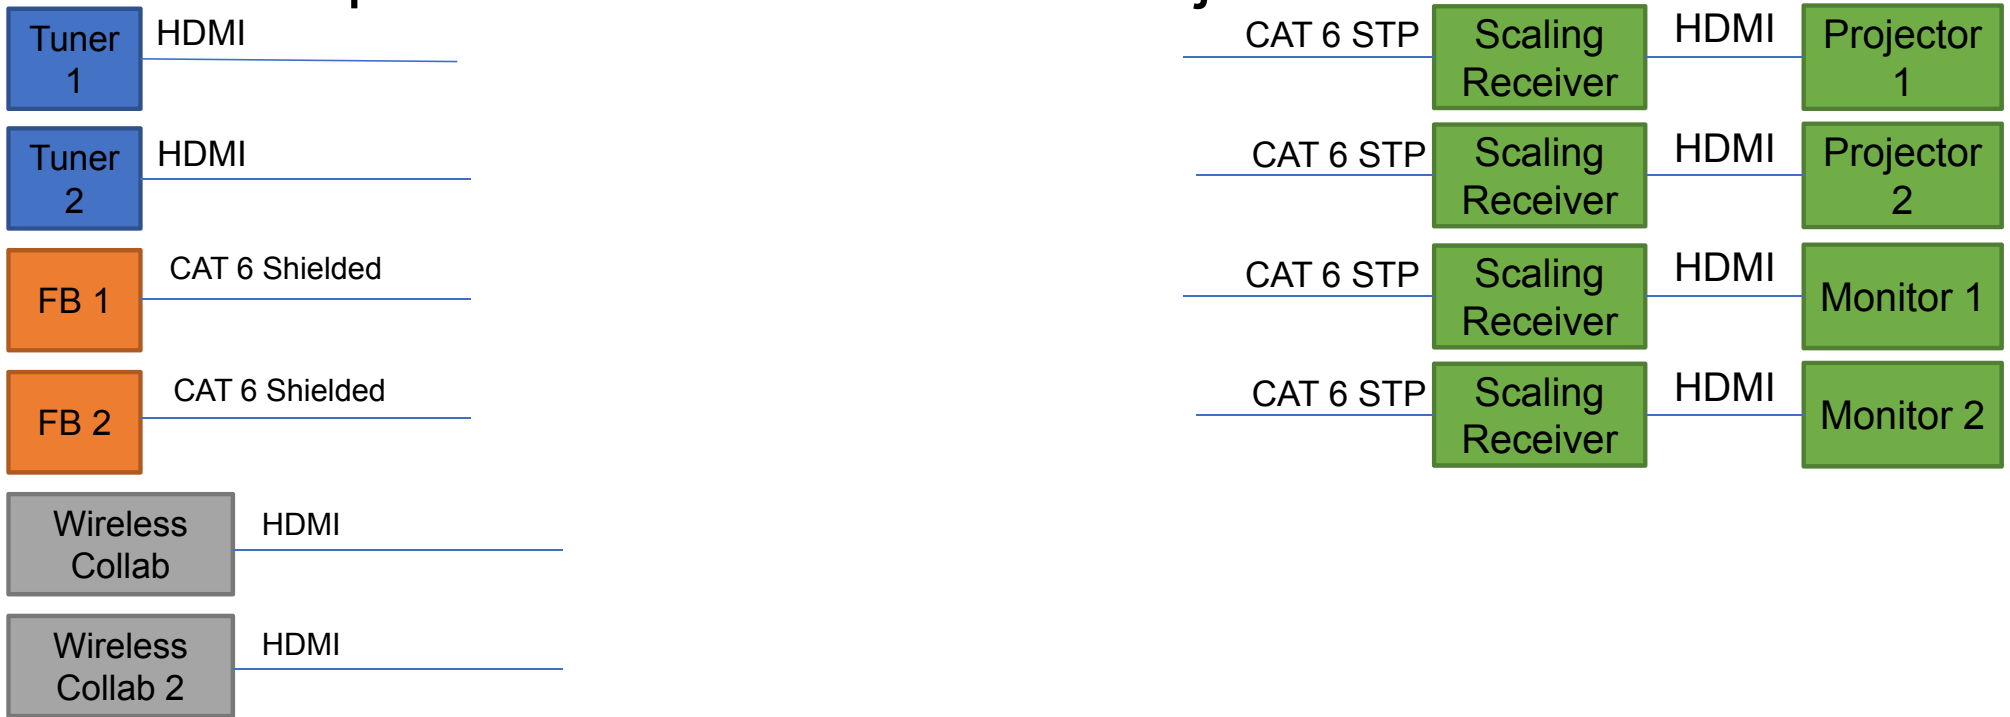 Tuner
1
HDMI
CAT 6 STP
Scaling
Receiver
HDMI
Projector
1
Tuner
2
HDMI
CAT 6 STP
Scaling
Receiver
HDMI
Projector
2
FB 1
CAT 6 Shielded
CAT 6 STP
Scaling
Receiver
HDMI
Monitor 1
FB 2
CAT 6 Shielded
CAT 6 STP
Scaling
Receiver
HDMI
Monitor 2
Wireless
Collab
HDMI
Wireless
Collab 2
HDMI